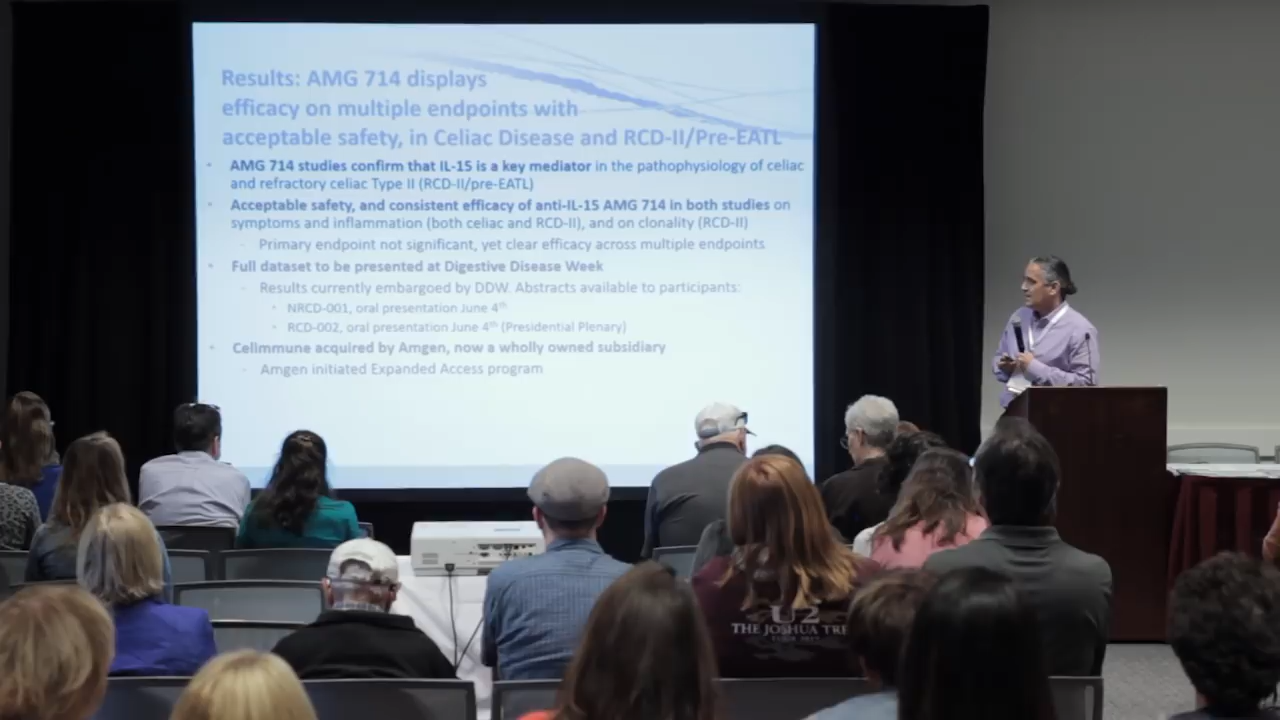 Results: AMG 714 displays
efficacy on multiple endpoints with
acceptable safety, in Celiac Disease and RCD-II/Pre-EATL
• AMG 714 studies confirm that IL-15 is a key mediator in the pathophysiology of celiac
and refractory celiac Type II (RCD-II/pre-EATL)
• Acceptable safety, and consistent efficacy of anti-IL-15 AMG 714 in both studies on
symptoms and inflammation (both celiac and RCD-II), and on clonality (RCD-II)
- Primary endpoint not significant, yet clear efficacy across multiple endpoints
• Full dataset to be presented at Digestive Disease Week
- Results currently embargoed by DDW. Abstracts available to participants:
• NRCD-001, oral presentation June 4th
• RCD-002, oral presentation June 4th (Presidential Plenary)
• Celimmune acquired by Amgen, now a wholly owned subsidiary
- Amgen initiated Expanded Access program
U2
THE JOSHUA TRE